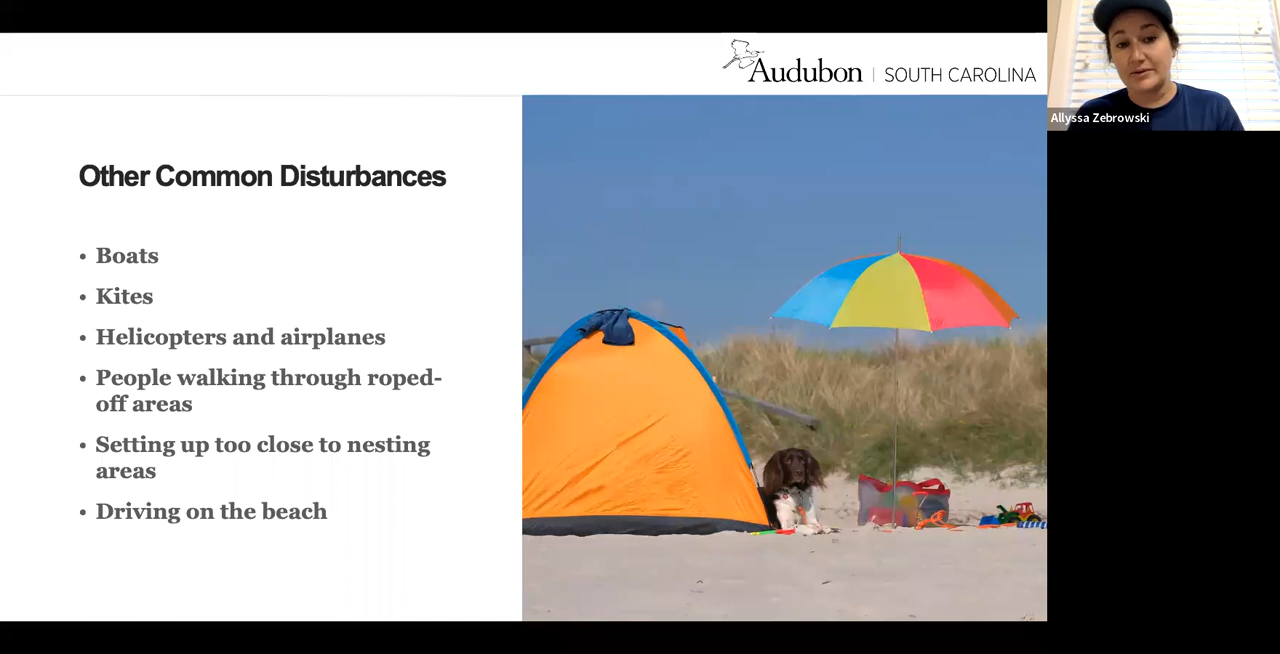 Audubon | SOUTH CAROLINA
Allyssa Zebrowski
Other Common Disturbances
• Boats
• Kites
• Helicopters and airplanes
• People walking through roped-
off areas
• Setting up too close to nesting
areas
• Driving on the beach